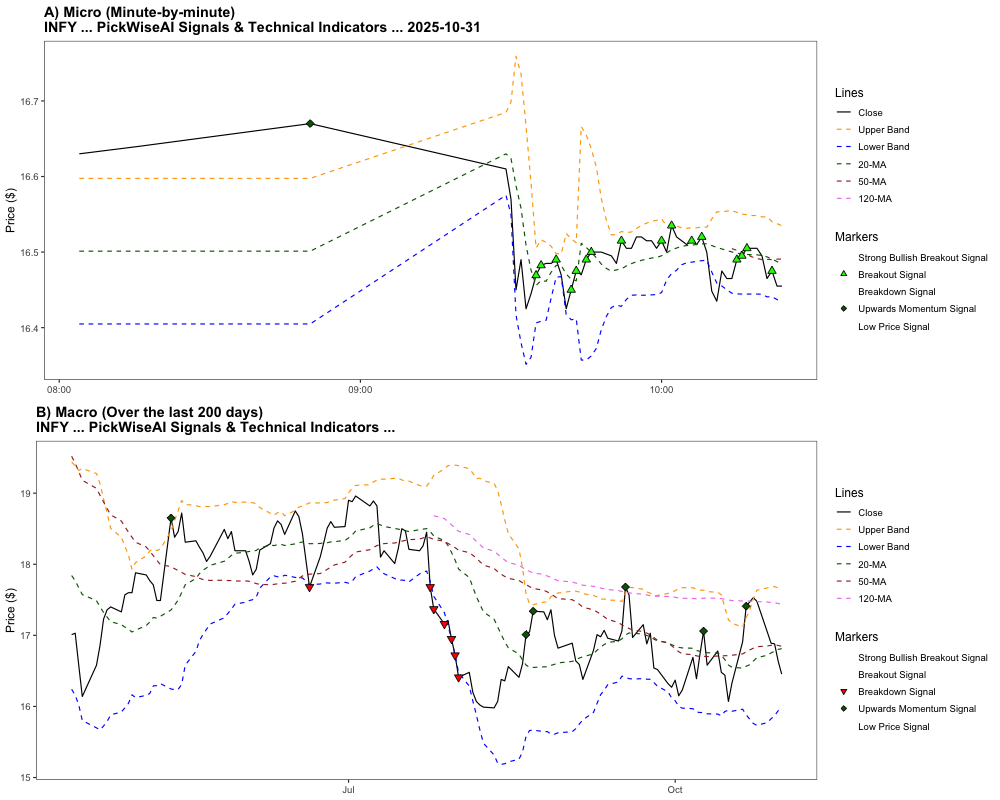 A) Micro (Minute-by-minute)
INFY ... PickWiseAI Signals & Technical Indicators ... 2025-10-31
Price ($)
16.7
16.6
16.5
16.4
08:00
09:00
10:00
Lines
Close
Upper Band
Lower Band
20-MA
50-MA
120-MA
Markers
Strong Bullish Breakout Signal
Breakout Signal
Breakdown Signal
Upwards Momentum Signal
Low Price Signal
B) Macro (Over the last 200 days)
INFY ... PickWiseAI Signals & Technical Indicators ...
Price ($)
19
18
17
16
15
Jul
Oct
Lines
Close
Upper Band
Lower Band
20-MA
50-MA
120-MA
Markers
Strong Bullish Breakout Signal
Breakout Signal
Breakdown Signal
Upwards Momentum Signal
Low Price Signal